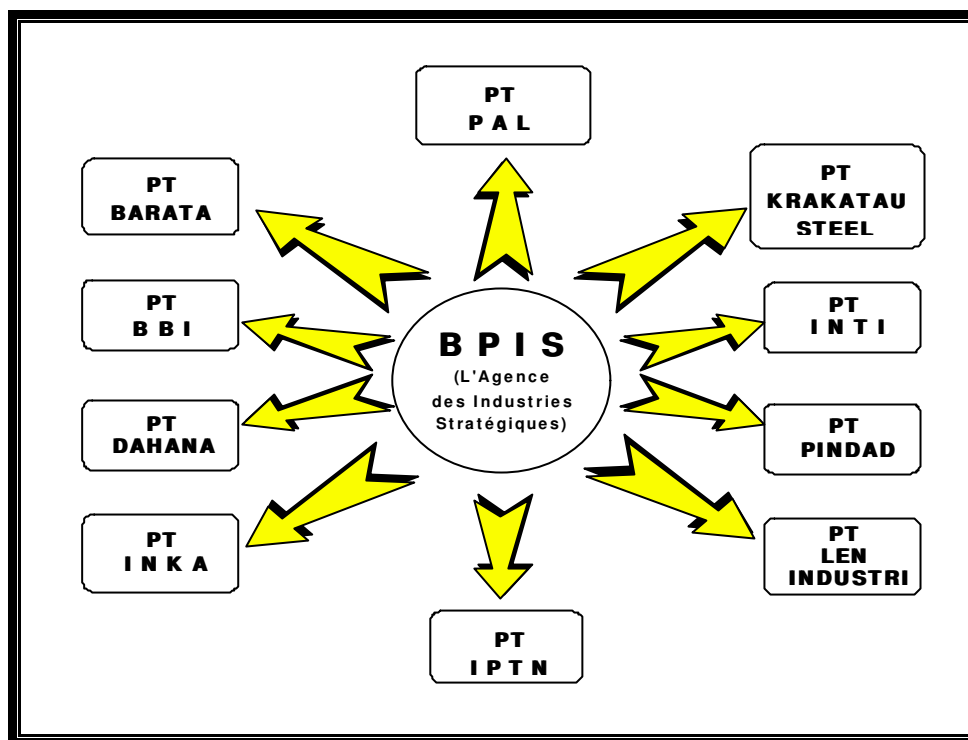 PT
P A L
PT
BARATA
PT
KRAKATAU
STEEL
PT
B B I
PT
I N T I
B P I S
(L'Agence
des Industries
Stratégiques)
PT
DAHANA
PT
PINDAD
PT
I N K A
PT
LEN
INDUSTRI
PT
I P T N